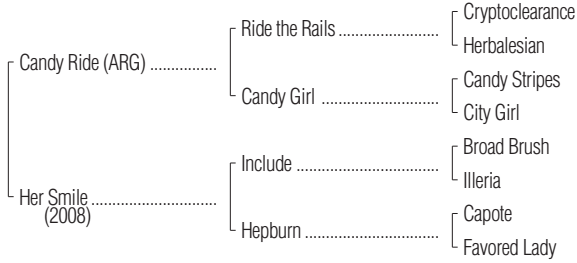 Cryptoclearance
Ride the Rails ........................
Herbalesian
Candy Ride (ARG) ................
Candy Stripes
Candy Girl ............................
City Girl
Broad Brush
Include ..................................
Illeria
Her Smile ..............................
(2008)
Capote
Hepburn ................................
Favored Lady